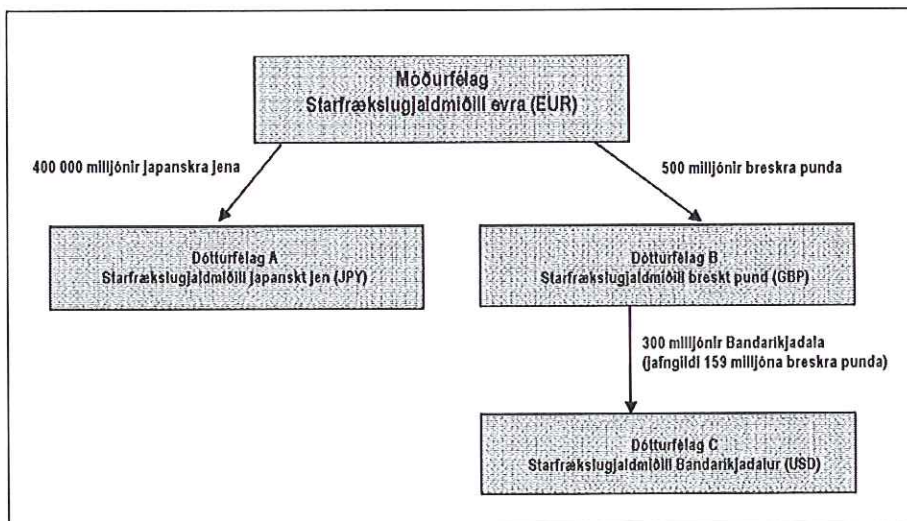 Móðurfélag
Starfrækslugjaldmiðill evra (EUR)
400 000 milljónir japanskra jena
500 milljónir breskra punda
Dótturfélag A
Starfrækslugjaldmiðill japanskt jen (JPY)
Dótturfélag B
Starfrækslugjaldmiðill breskt pund (GBP)
300 milljónir Bandaríkjadala
(jafngildi 159 milljóna breskra punda)
Dótturfélag C
Starfrækslugjaldmiðill Bandaríkjadalur (USD)